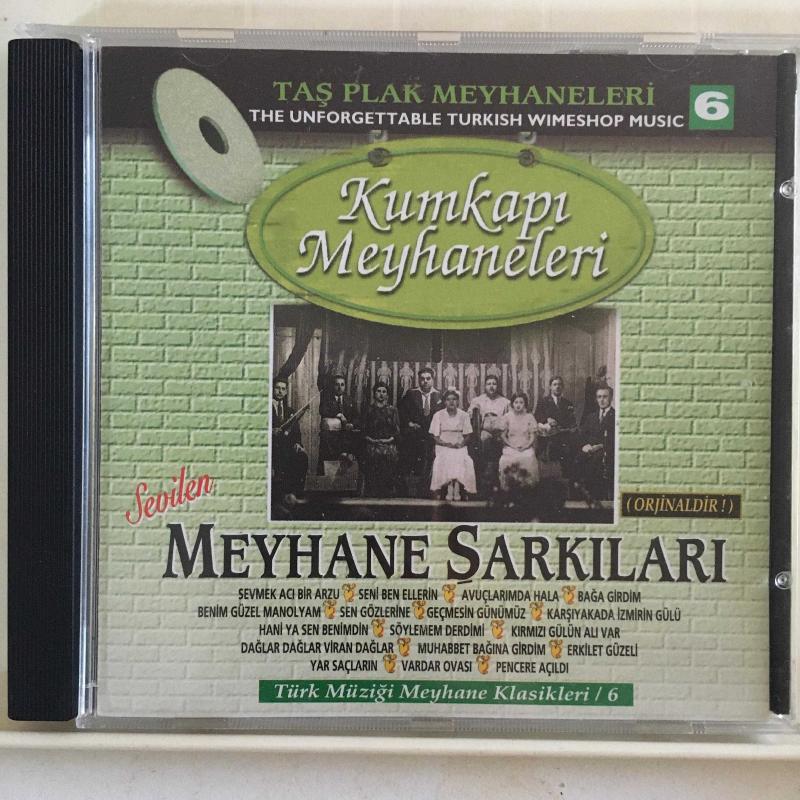 TAŞ PLAK MEYHANELERİ
THE UNFORGETTABLE TURKISH WIMESHOP MUSIC
6
Kumkapı
Meyhaneleri
Sevilen
(ORJİNALDİR!)
MEYHANE ŞARKILARI
ŞEVMEK ACI BİR ARZU SENİ BEN ELLERİN AVUÇLARIMDA HALA BAĞA GİRDİM
BENİM GÜZEL MANOLYAM SEN GÖZLERİNE GEÇMESİN GÜNÜMÜZ KARŞIYAKADA İZMİRİN GÜLÜ
HANİ YA SEN BENİMDİN SÖYLEMEM DERDİMİ KIRMIZI GÜLÜN ALI VAR
DAĞLAR DAĞLAR VİRAN DAĞLAR MUHABBET BAĞINA GİRDİM ERKİLET GÜZELİ
YAR SAÇLARIN VARDAR OVASI PENCERE AÇILDI
Türk Müziği Meyhane Klasikleri / 6